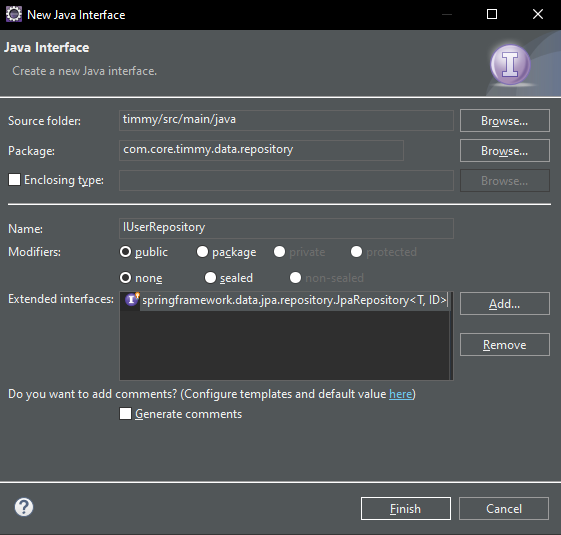 New Java Interface
Java Interface
Create a new Java interface.
Source folder: timmy/src/main/java Browse...
Package: com.core.timmy.data.repository Browse...
Enclosing type: Browse...
Name: IUserRepository
Modifiers: public package private protected
none sealed non-sealed
Extended interfaces: springframework.data.jpa.repository.JpaRepository<T, ID> Add...
Remove
Do you want to add comments? (Configure templates and default value here)
Generate comments
? Finish Cancel